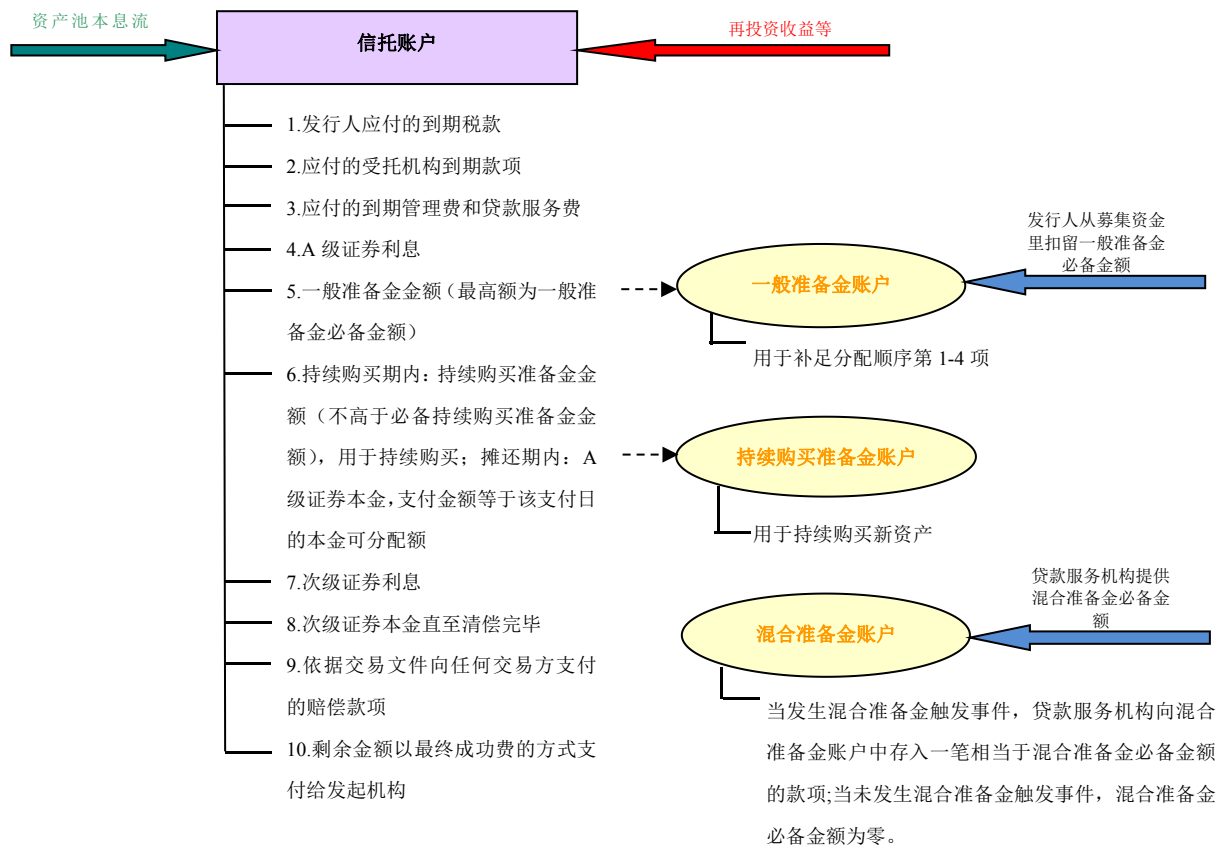 资产池本息流
信托账户
再投资收益等
1.发行人应付的到期税款
2.应付的受托机构到期款项
3.应付的到期管理费和贷款服务费
4.A 级证券利息
5.一般准备金金额（最高额为一般准
备金必备金额）
6.持续购买期内：持续购买准备金金
额（不高于必备持续购买准备金金
额），用于持续购买；摊还期内：A
级证券本金，支付金额等于该支付日
的本金可分配额
7.次级证券利息
8.次级证券本金直至清偿完毕
9.依据交易文件向任何交易方支付
的赔偿款项
10.剩余金额以最终成功费的方式支
付给发起机构
发行人从募集资金
里扣留一般准备金
必备金额
一般准备金账户
用于补足分配顺序第 1-4 项
持续购买准备金账户
用于持续购买新资产
贷款服务机构提供
混合准备金必备金
额
混合准备金账户
当发生混合准备金触发事件，贷款服务机构向混合
准备金账户中存入一笔相当于混合准备金必备金额
的款项;当未发生混合准备金触发事件，混合准备金
必备金额为零。